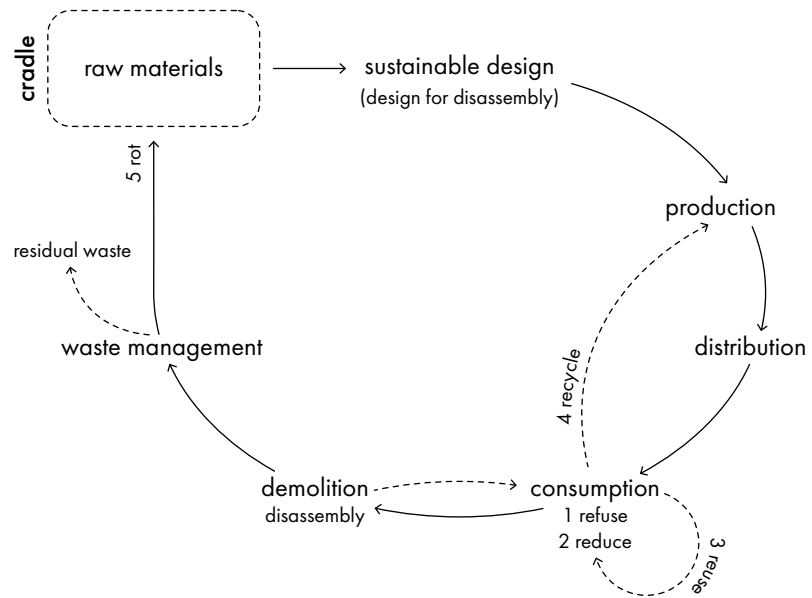 cradle
raw materials
sustainable design
(design for disassembly)
5 rot
production
residual waste
waste management
distribution
4 recycle
demolition
disassembly
consumption
1 refuse
2 reduce
3 reuse